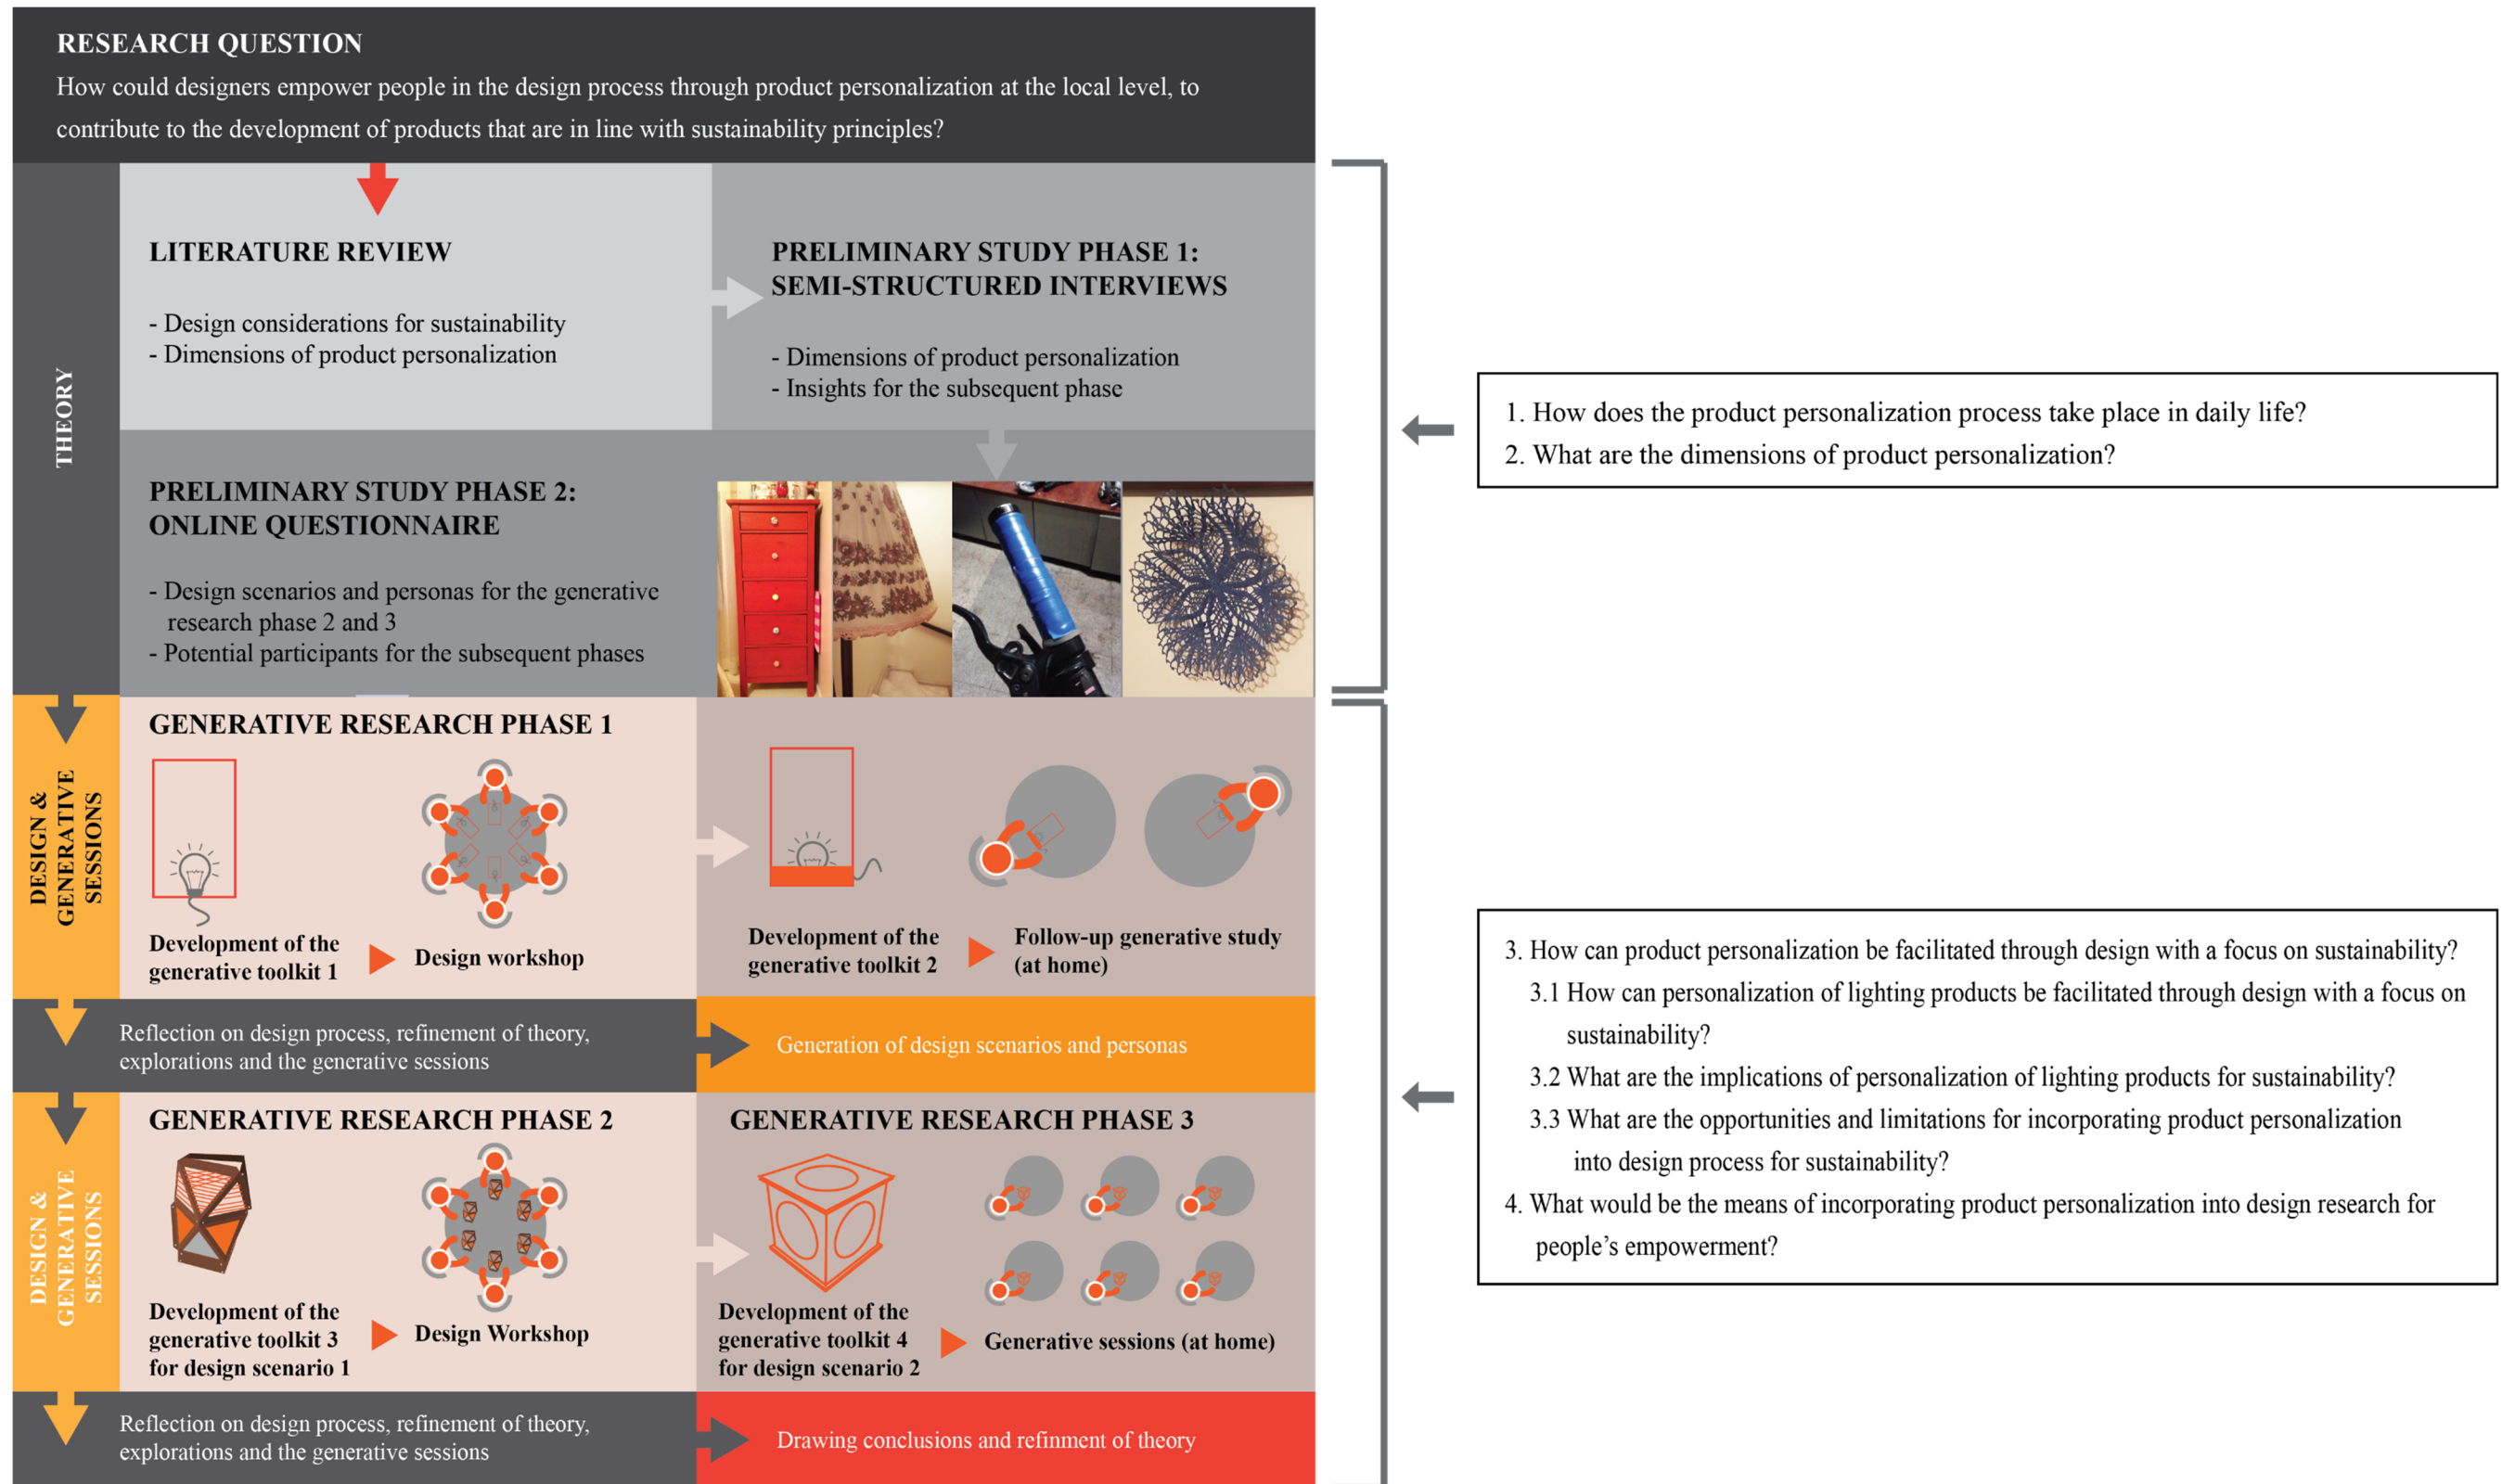 RESEARCH QUESTION
How could designers empower people in the design process through product personalization at the local level, to
contribute to the development of products that are in line with sustainability principles?
THEORY
LITERATURE REVIEW
- Design considerations for sustainability
- Dimensions of product personalization
PRELIMINARY STUDY PHASE 1:
SEMI-STRUCTURED INTERVIEWS
- Dimensions of product personalization
- Insights for the subsequent phase
PRELIMINARY STUDY PHASE 2:
ONLINE QUESTIONNAIRE
- Design scenarios and personas for the generative
research phase 2 and 3
- Potential participants for the subsequent phases
1. How does the product personalization process take place in daily life?
2. What are the dimensions of product personalization?
DESIGN &
GENERATIVE
SESSIONS
GENERATIVE RESEARCH PHASE 1
Development of the
generative toolkit 1
Design workshop
Development of the
generative toolkit 2
Follow-up generative study
(at home)
Reflection on design process, refinement of theory,
explorations and the generative sessions
Generation of design scenarios and personas
DESIGN &
GENERATIVE
SESSIONS
GENERATIVE RESEARCH PHASE 2
Development of the
generative toolkit 3
for design scenario 1
Design Workshop
GENERATIVE RESEARCH PHASE 3
Development of the
generative toolkit 4
for design scenario 2
Generative sessions (at home)
Reflection on design process, refinement of theory,
explorations and the generative sessions
Drawing conclusions and refinment of theory
3. How can product personalization be facilitated through design with a focus on sustainability?
3.1 How can personalization of lighting products be facilitated through design with a focus on
sustainability?
3.2 What are the implications of personalization of lighting products for sustainability?
3.3 What are the opportunities and limitations for incorporating product personalization
into design process for sustainability?
4. What would be the means of incorporating product personalization into design research for
people’s empowerment?